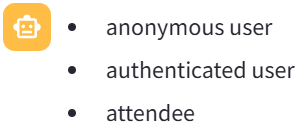 • anonymous user
• authenticated user
• attendee